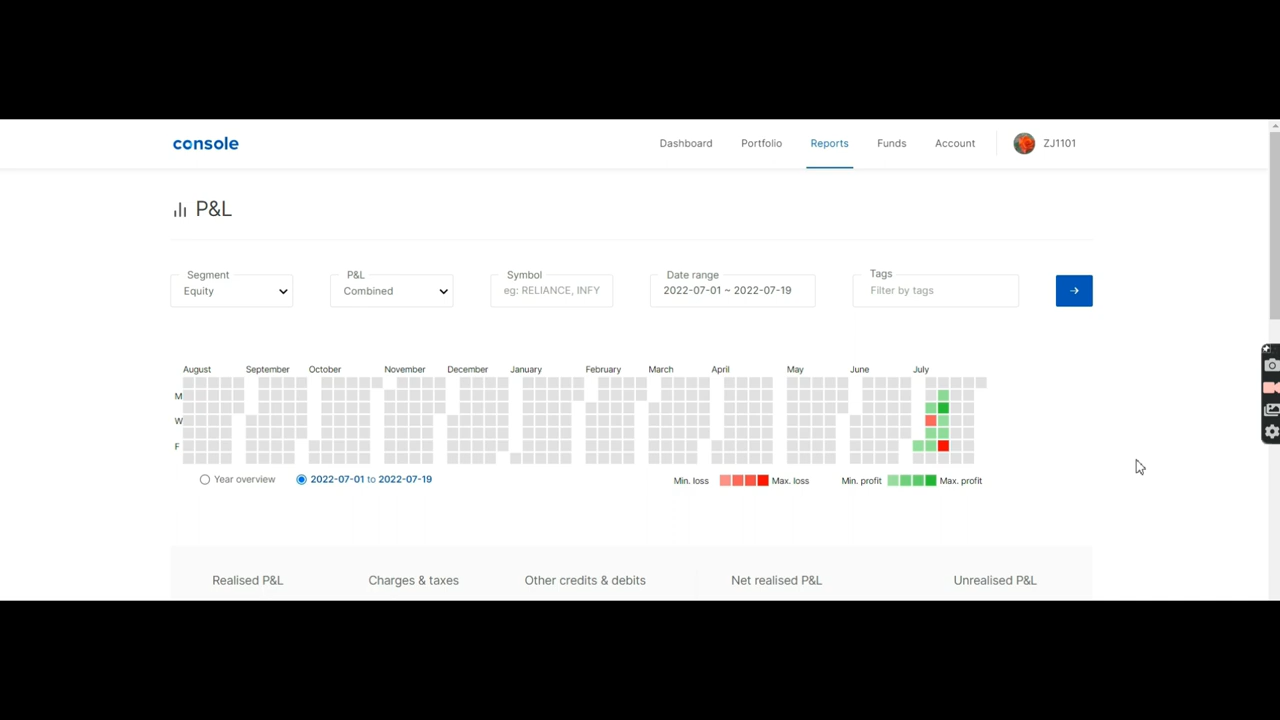 console
Dashboard Portfolio Reports Funds Account ZJ1101
P&L
Segment P&L Symbol Date range Tags
Equity Combined eg: RELIANCE, INFY 2022-07-01 ~ 2022-07-19 Filter by tags
August September October November December January February March April May June July
M
W
F
Year overview 2022-07-01 to 2022-07-19 Min. loss Max. loss Min. profit Max. profit
Realised P&L Charges & taxes Other credits & debits Net realised P&L Unrealised P&L